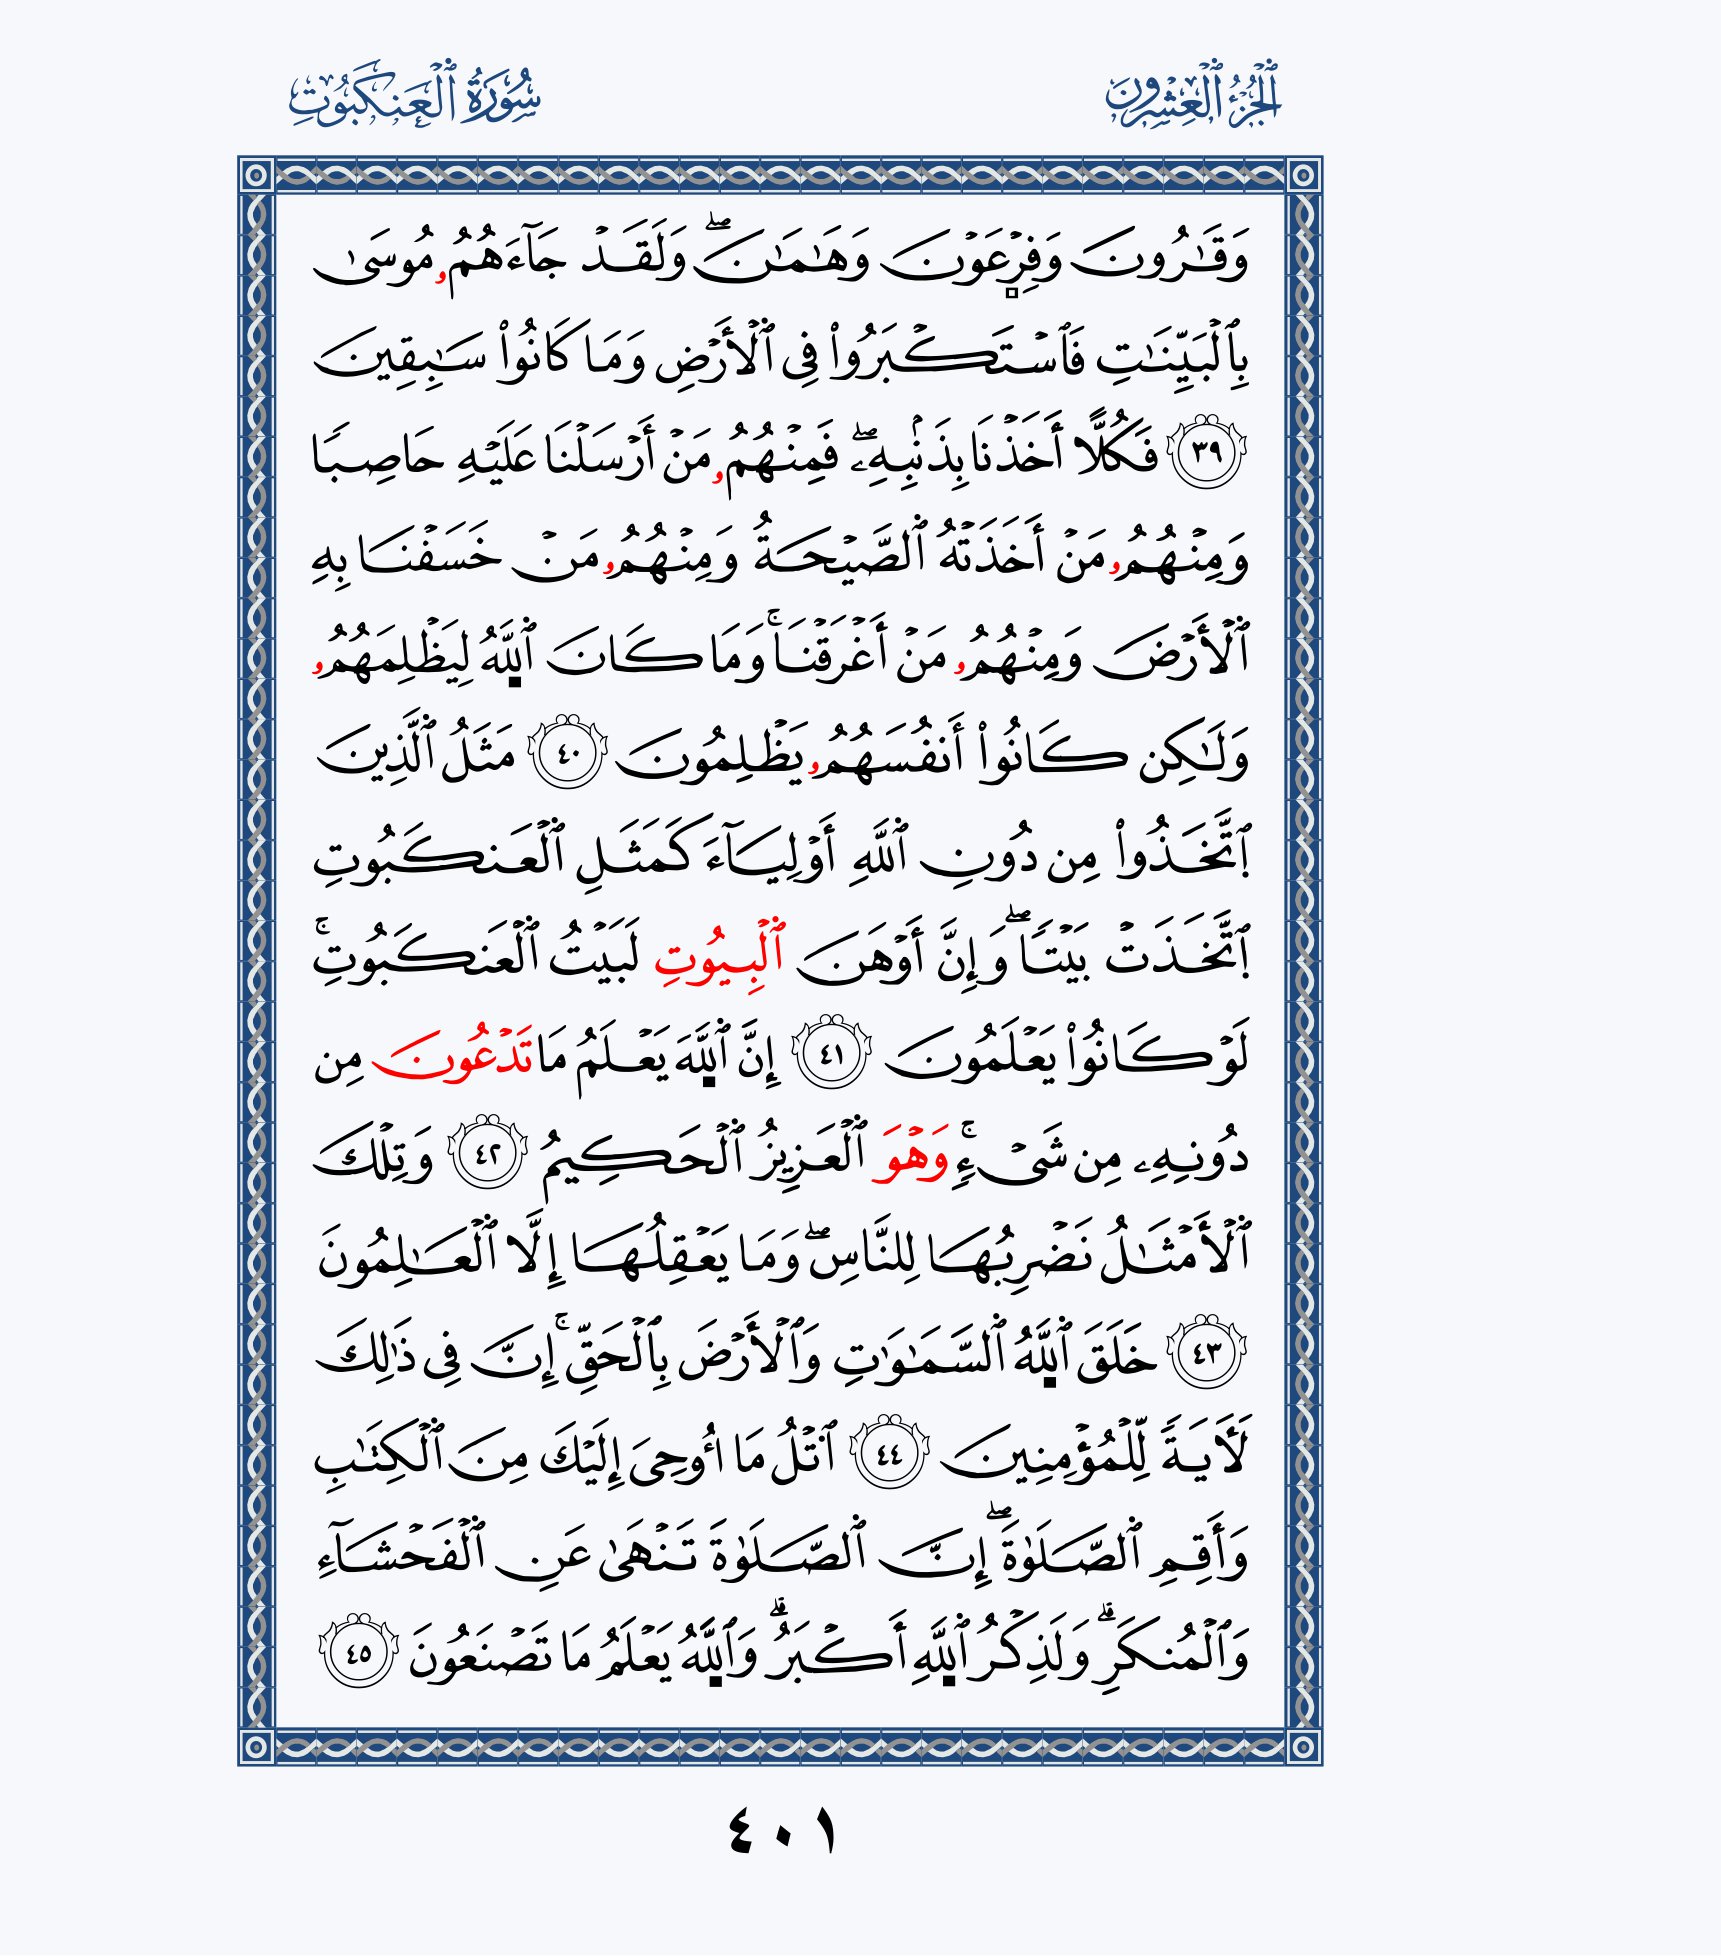 ٱلْجُزْءُ ٱلْعِشْرُونَ
سُورَةُ ٱلْعَنكَبُوتِ
وَقَٰرُونَ وَفِرْعَوْنَ وَهَٰمَٰنَۖ وَلَقَدْ جَآءَهُمُۥ مُوسَىٰ
بِٱلْبَيِّنَٰتِ فَٱسْتَكْبَرُوا۟ فِى ٱلْأَرْضِ وَمَا كَانُوا۟ سَٰبِقِينَ
٣٩ فَكُلًّا أَخَذْنَا بِذَنۢبِهِۦۖ فَمِنْهُمُۥ مَنْ أَرْسَلْنَا عَلَيْهِ حَاصِبًا
وَمِنْهُمُۥ مَنْ أَخَذَتْهُ ٱلصَّيْحَةُ وَمِنْهُمُۥ مَنْ خَسَفْنَا بِهِ
ٱلْأَرْضَ وَمِنْهُمُۥ مَنْ أَغْرَقْنَاۚ وَمَا كَانَ ٱللَّهُ لِيَظْلِمَهُمُۥ
وَلَٰكِن كَانُوا۟ أَنفُسَهُمُۥ يَظْلِمُونَ ٤٠ مَثَلُ ٱلَّذِينَ
ٱتَّخَذُوا۟ مِن دُونِ ٱللَّهِ أَوْلِيَآءَ كَمَثَلِ ٱلْعَنكَبُوتِ
ٱتَّخَذَتْ بَيْتًاۖ وَإِنَّ أَوْهَنَ ٱلْبِيُوتِ لَبَيْتُ ٱلْعَنكَبُوتِۚ
لَوْ كَانُوا۟ يَعْلَمُونَ ٤١ إِنَّ ٱللَّهَ يَعْلَمُ مَا تَدْعُونَ مِن
دُونِهِۦ مِن شَىْءٍۚ وَهْوَ ٱلْعَزِيزُ ٱلْحَكِيمُ ٤٢ وَتِلْكَ
ٱلْأَمْثَٰلُ نَضْرِبُهَا لِلنَّاسِۖ وَمَا يَعْقِلُهَا إِلَّا ٱلْعَٰلِمُونَ
٤٣ خَلَقَ ٱللَّهُ ٱلسَّمَٰوَٰتِ وَٱلْأَرْضَ بِٱلْحَقِّۚ إِنَّ فِى ذَٰلِكَ
لَأٓيَةً لِّلْمُؤْمِنِينَ ٤٤ ٱتْلُ مَا أُوحِىَ إِلَيْكَ مِنَ ٱلْكِتَٰبِ
وَأَقِمِ ٱلصَّلَوٰةَۖ إِنَّ ٱلصَّلَوٰةَ تَنْهَىٰ عَنِ ٱلْفَحْشَآءِ
وَٱلْمُنكَرِۗ وَلَذِكْرُ ٱللَّهِ أَكْبَرُۗ وَٱللَّهُ يَعْلَمُ مَا تَصْنَعُونَ ٤٥
٤٠١